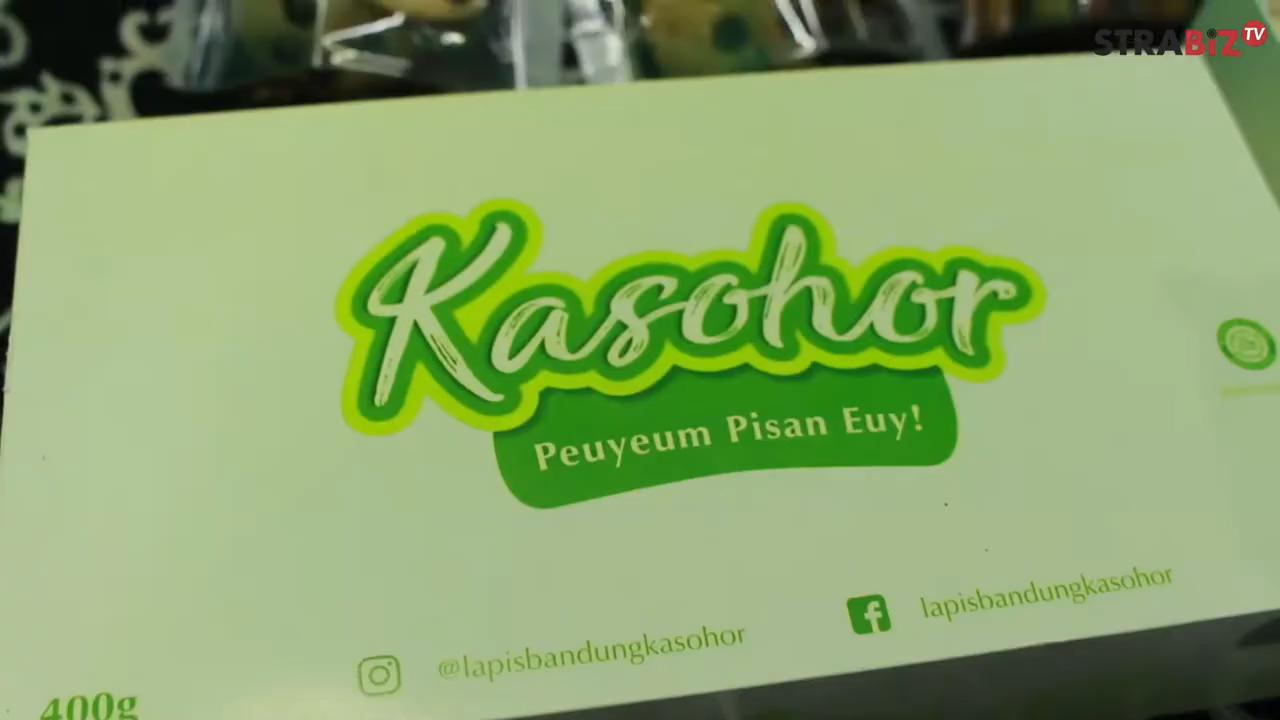 STRABIZ TV
Kasohor
Peuyeum Pisan Euy!
@lapisbandungkasohor
lapisbandungkasohor
400g